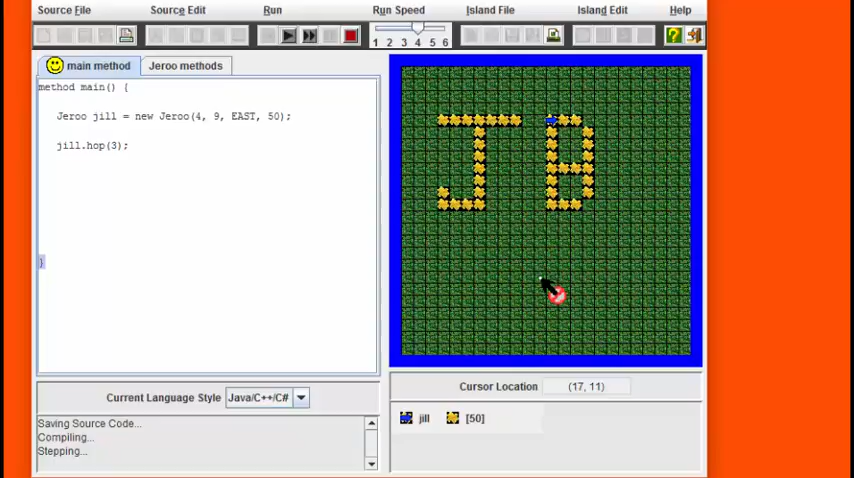 Source File Source Edit Run Run Speed Island File Island Edit Help
1 2 3 4 5 6
main method Jeroo methods
method main() {
Jeroo jill = new Jeroo(4, 9, EAST, 50);
jill.hop(3);
}
J B
Cursor Location (17, 11)
Current Language Style Java/C++/C#
jill [50]
Saving Source Code...
Compiling...
Stepping...